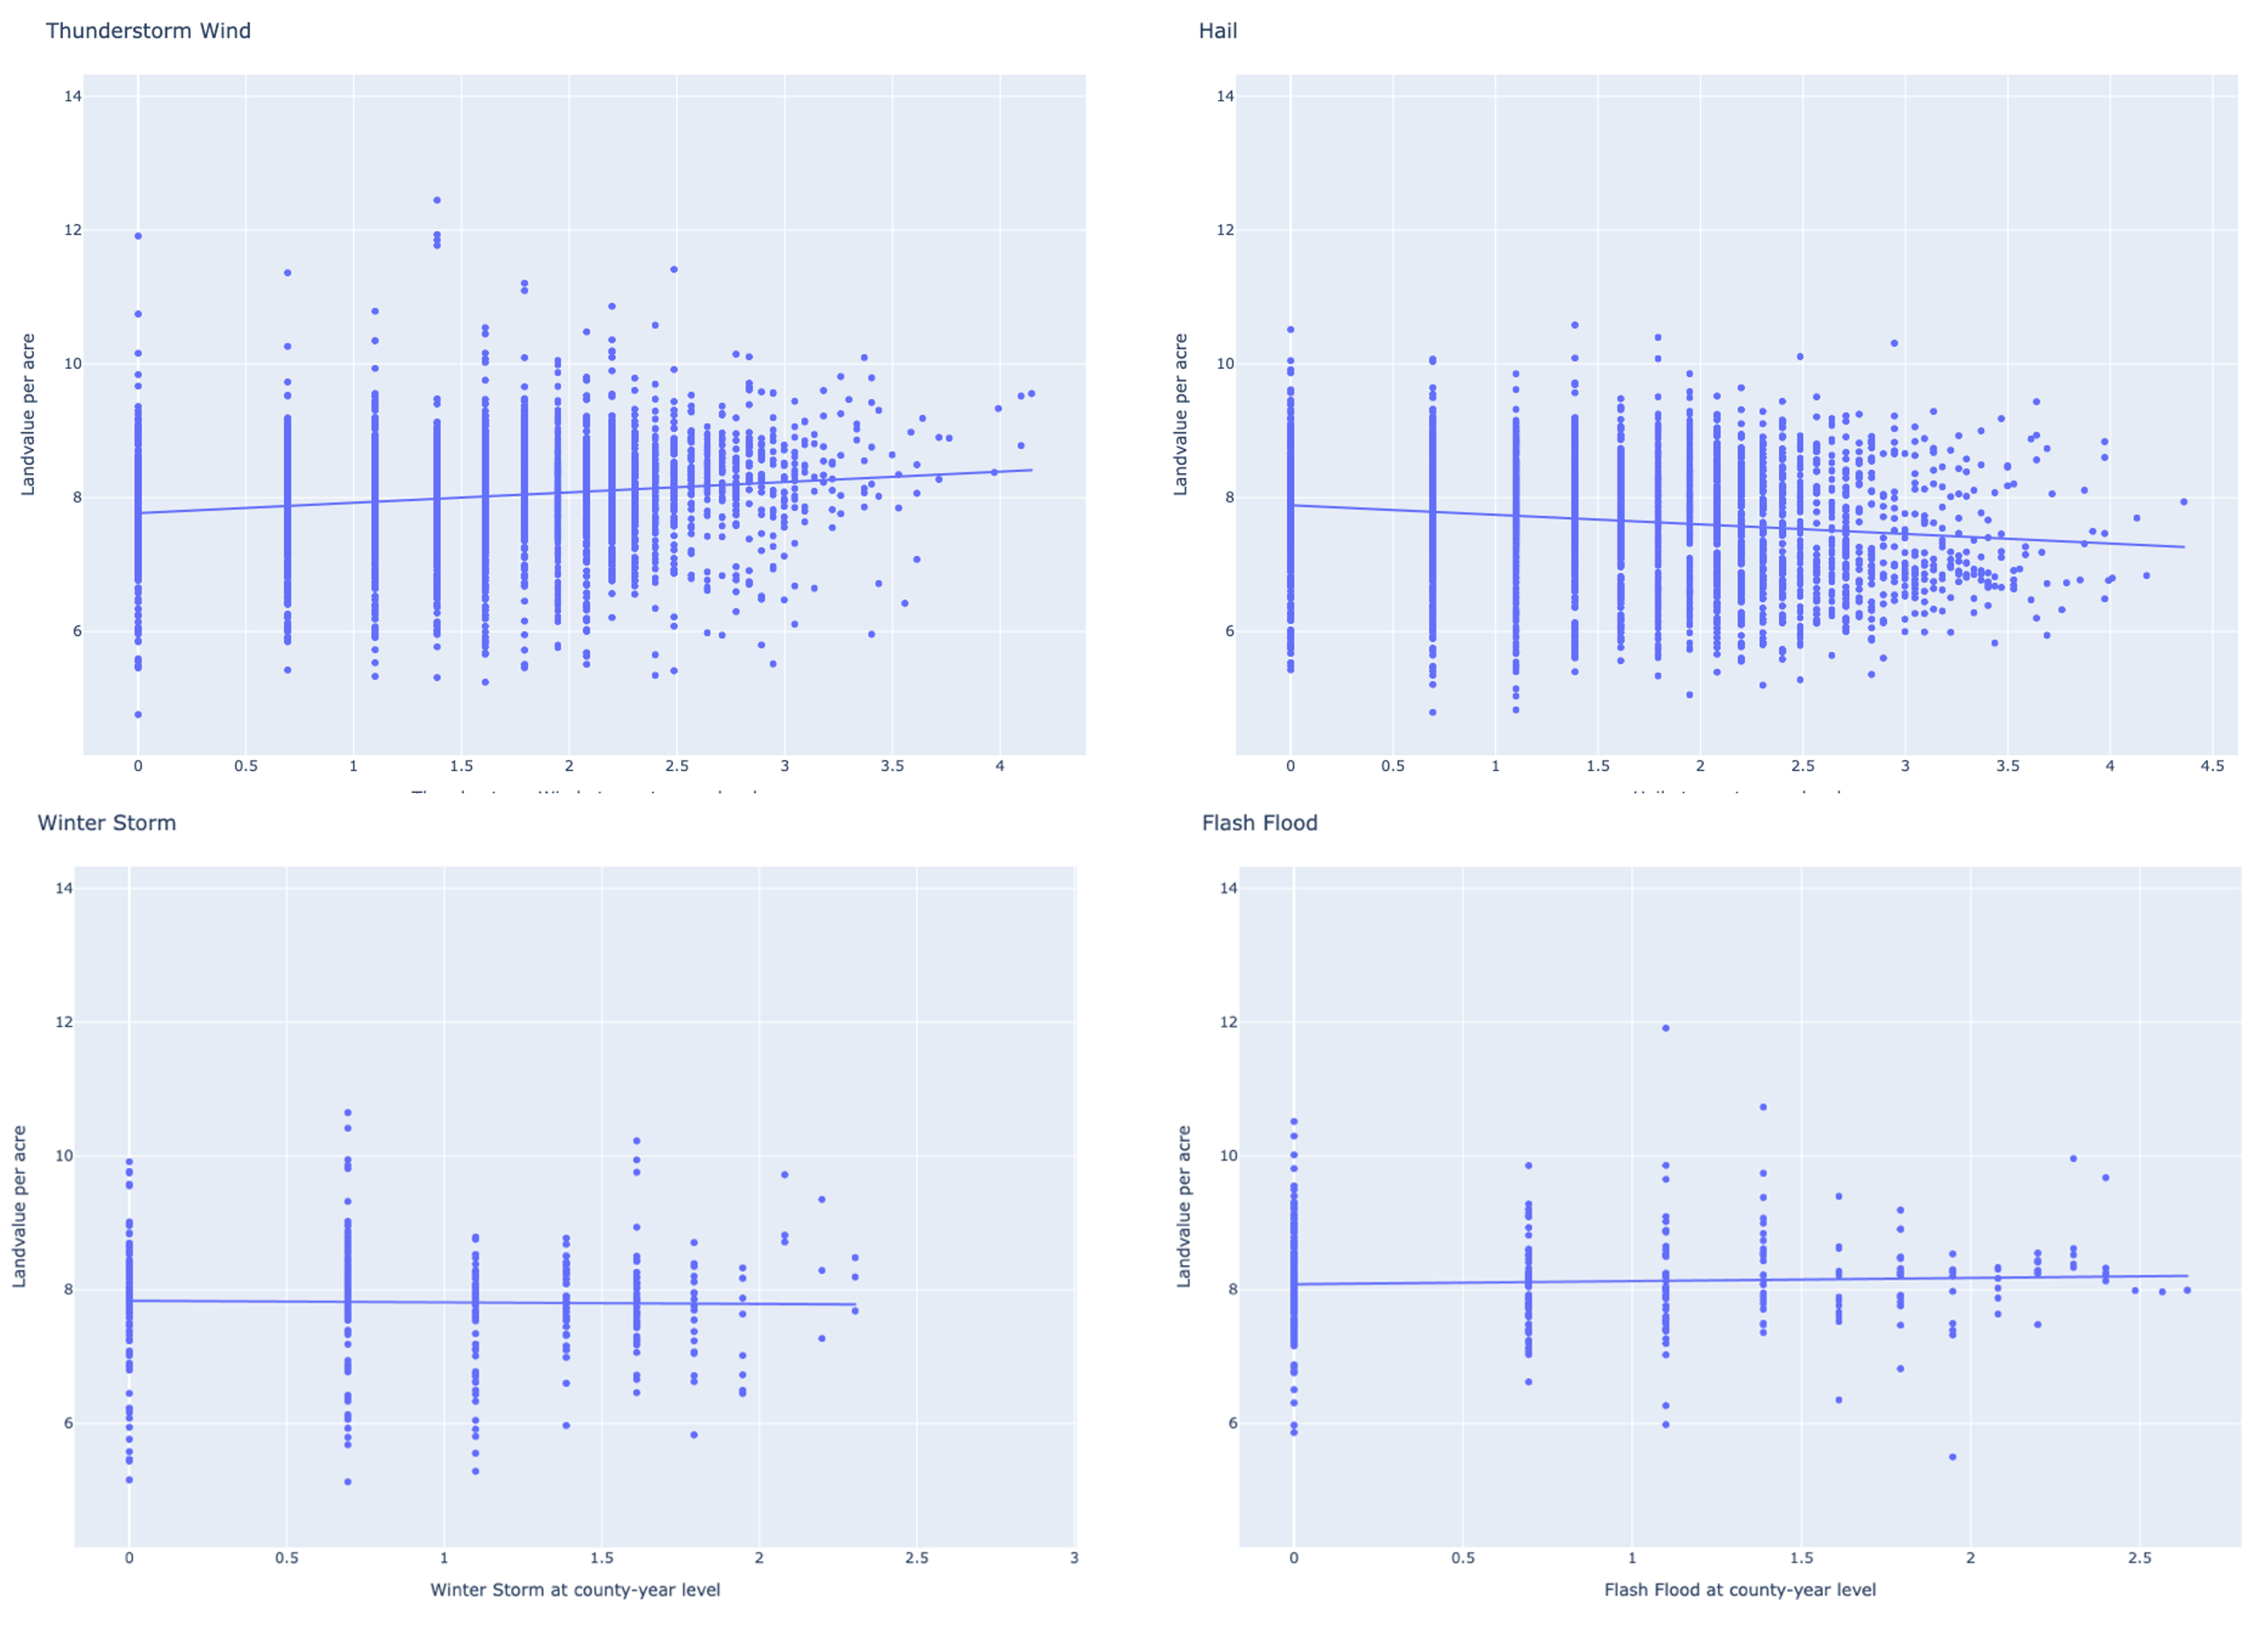 Thunderstorm Wind
14
12
10
8
6
Landvalue per acre
0 0.5 1 1.5 2 2.5 3 3.5 4
Hail
14
12
10
8
6
Landvalue per acre
0 0.5 1 1.5 2 2.5 3 3.5 4 4.5
Winter Storm
14
12
10
8
6
Landvalue per acre
0 0.5 1 1.5 2 2.5 3
Winter Storm at county-year level
Flash Flood
14
12
10
8
6
Landvalue per acre
0 0.5 1 1.5 2 2.5
Flash Flood at county-year level